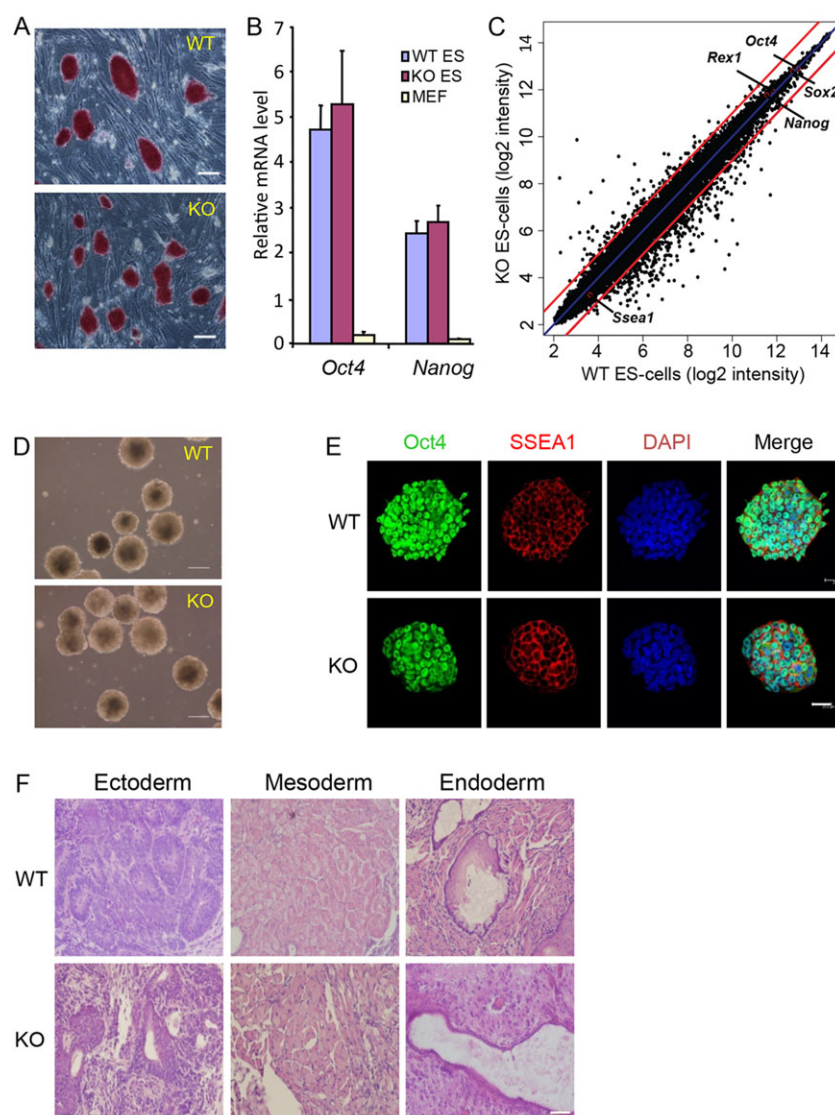 A
WT
KO
B
Relative mRNA level
7
6
5
4
3
2
1
0
WT ES
KO ES
MEF
Oct4
Nanog
C
KO ES-cells (log2 intensity)
14
12
10
8
6
4
2
Oct4
Rex1
Sox2
Nanog
Ssea1
2 4 6 8 10 12 14
WT ES-cells (log2 intensity)
D
WT
KO
E
Oct4 SSEA1 DAPI Merge
WT
KO
F
Ectoderm Mesoderm Endoderm
WT
KO